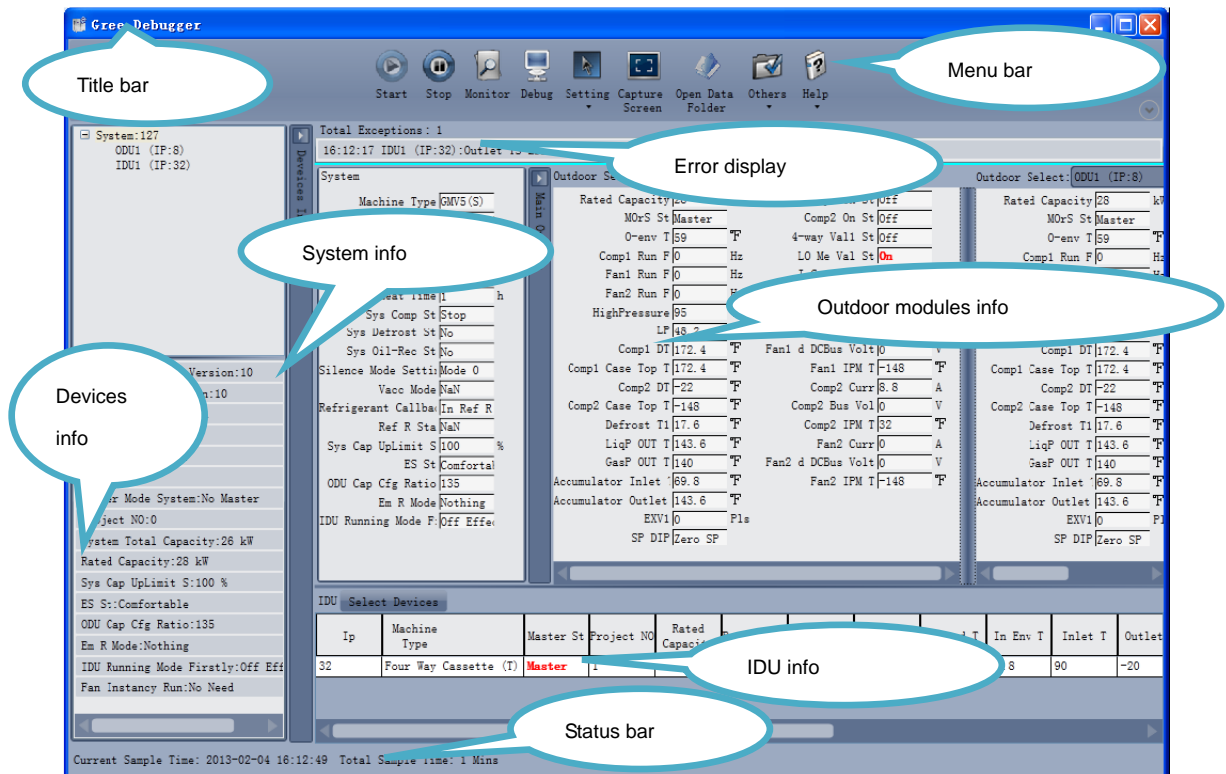 Gree Debugger
Title bar
Menu bar
Start Stop Monitor Debug Setting Capture Screen Open Data Folder Others Help
System:127
ODU1 (IP:8)
IDU1 (IP:32)
Total Exceptions: 1
16:12:17 IDU1 (IP:32):Outlet
Error display
System
Machine Type GMV5(S)
System info
h
Sys Comp St Stop
Sys Defrost St No
Sys Oil-Rec St No
Silence Mode Settin Mode 0
Vacc Mode NaN
Refrigerant Callba In Ref R
Ref R Sta NaN
Sys Cap UpLimit S 100 %
ES St Comfortal
ODU Cap Cfg Ratio 135
Em R Mode Nothing
IDU Running Mode F: Off Effec
Main
Outdoor
Rated Capacity
MOrS St Master
O-env T 59 °F
Comp1 Run F 0 Hz
Fan1 Run F 0 Hz
Fan2 Run F 0
HighPressure 95
LP
Comp1 DT 172.4 °F
Comp1 Case Top T 172.4 °F
Comp2 DT -22 °F
Comp2 Case Top T -148 °F
Defrost T1 17.6 °F
LiqP OUT T 143.6 °F
GasP OUT T 140 °F
Accumulator Inlet 69.8 °F
Accumulator Outlet 143.6 °F
EXV1 0 Pls
SP DIP Zero SP
St Off
Comp2 On St Off
4-way Val1 St Off
LO Me Val St On
Outdoor modules info
Fan1 d DCBus Volt 0 V
Fan1 IPM T -148 °F
Comp2 Curr 8.8 A
Comp2 Bus Vol 0 V
Comp2 IPM T 32 °F
Fan2 Curr 0 A
Fan2 d DCBus Volt 0 V
Fan2 IPM T -148 °F
Outdoor Select: ODU1 (IP:8)
Rated Capacity 28 kW
MOrS St Master
O-env T 59 °F
Comp1 Run F 0 Hz
Comp1 DT 172.4 °F
Comp1 Case Top T 172.4 °F
Comp2 DT -22 °F
Comp2 Case Top T -148 °F
Defrost T1 17.6 °F
LiqP OUT T 143.6 °F
GasP OUT T 140 °F
Accumulator Inlet 69.8 °F
Accumulator Outlet 143.6 °F
EXV1 0 Pl
SP DIP Zero SP
Devices
info
Version:10
:10
Mode System:No Master
NO:0
System Total Capacity:26 kW
Rated Capacity:28 kW
Sys Cap UpLimit S:100 %
ES St:Comfortable
ODU Cap Cfg Ratio:135
Em R Mode:Nothing
IDU Running Mode Firstly:Off Eff
Fan Instancy Run:No Need
IDU Select Devices
Ip Machine Type Master St Project NO Rated In Env T Inlet T Outlet
32 Four Way Cassette (T) Master 1 8 90 -20
IDU info
Status bar
Current Sample Time: 2013-02-04 16:12:49 Total Sample Time: 1 Mins